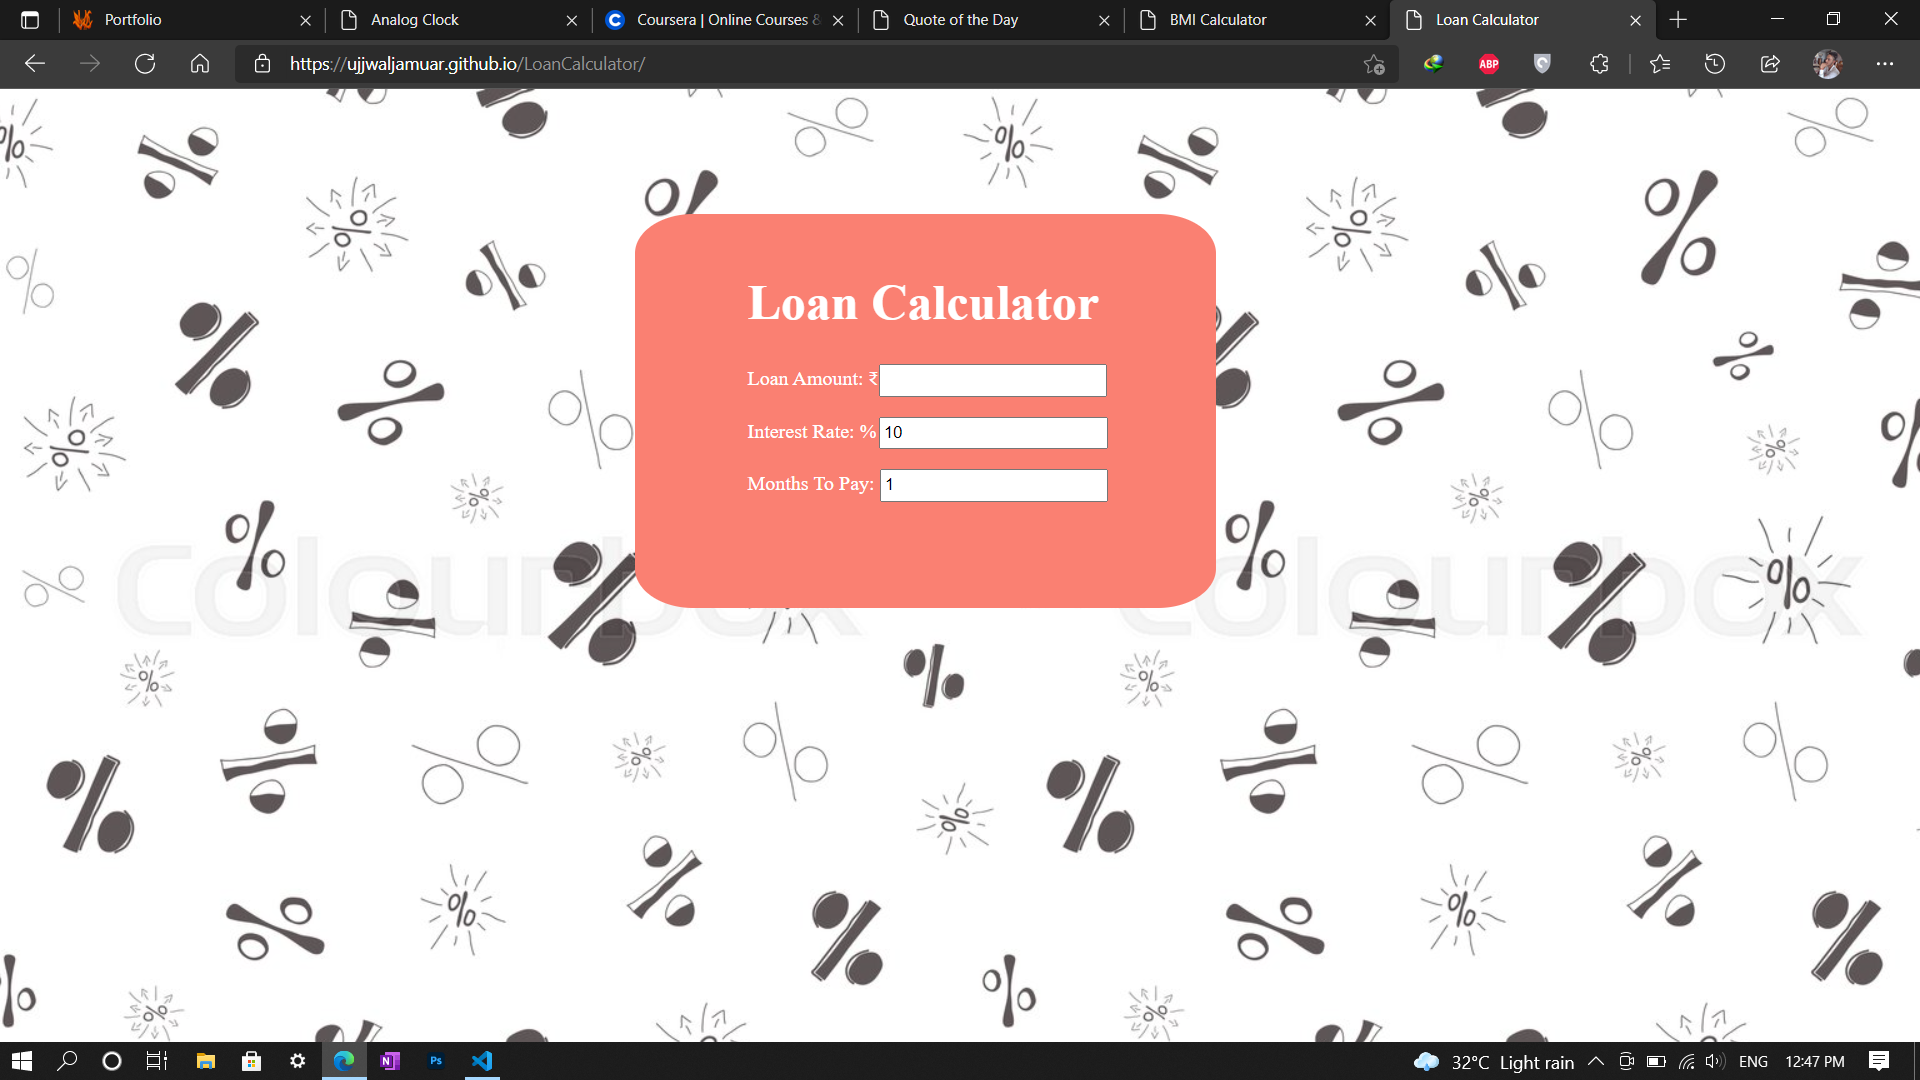 Portfolio
Analog Clock
Coursera | Online Courses &
Quote of the Day
BMI Calculator
Loan Calculator
https://ujjwaljamuar.github.io/LoanCalculator/
ABP
Loan Calculator
Loan Amount: ₹
Interest Rate: % 10
Months To Pay: 1
colourbox
colourbox
32°C Light rain
ENG
12:47 PM